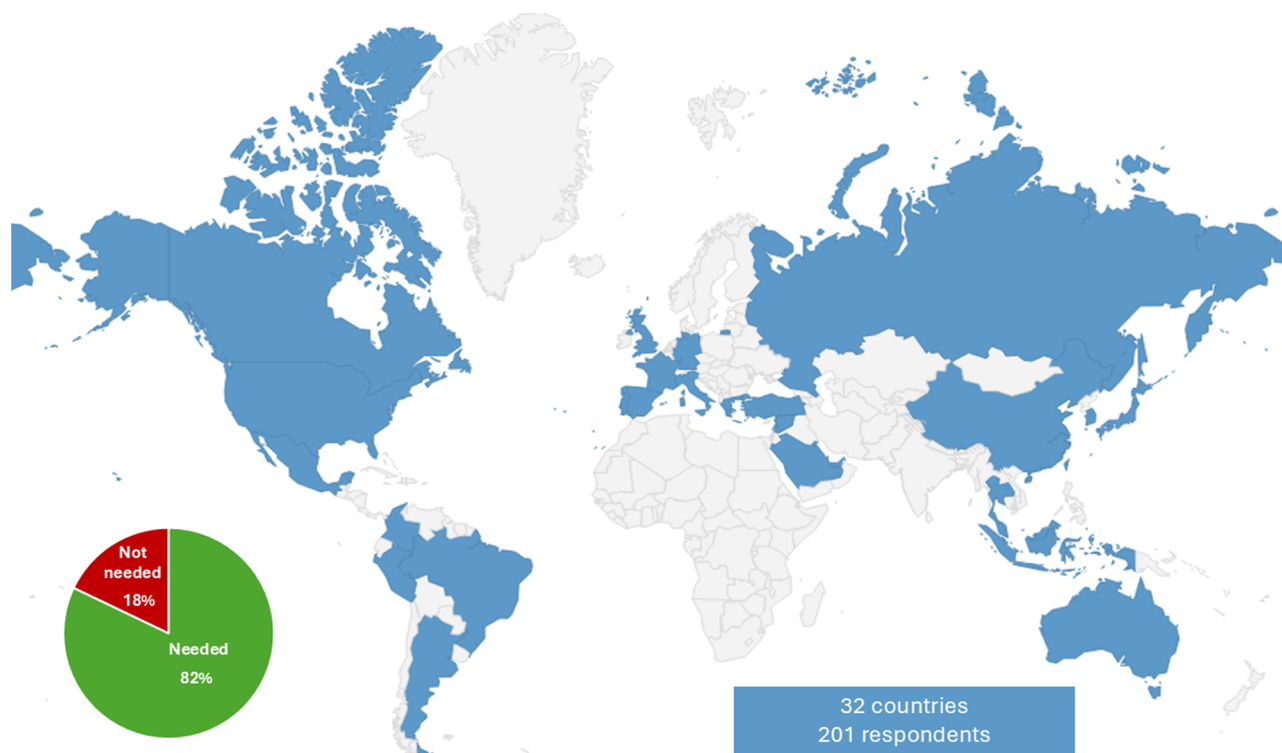 Not
needed
18%
Needed
82%
32 countries
201 respondents